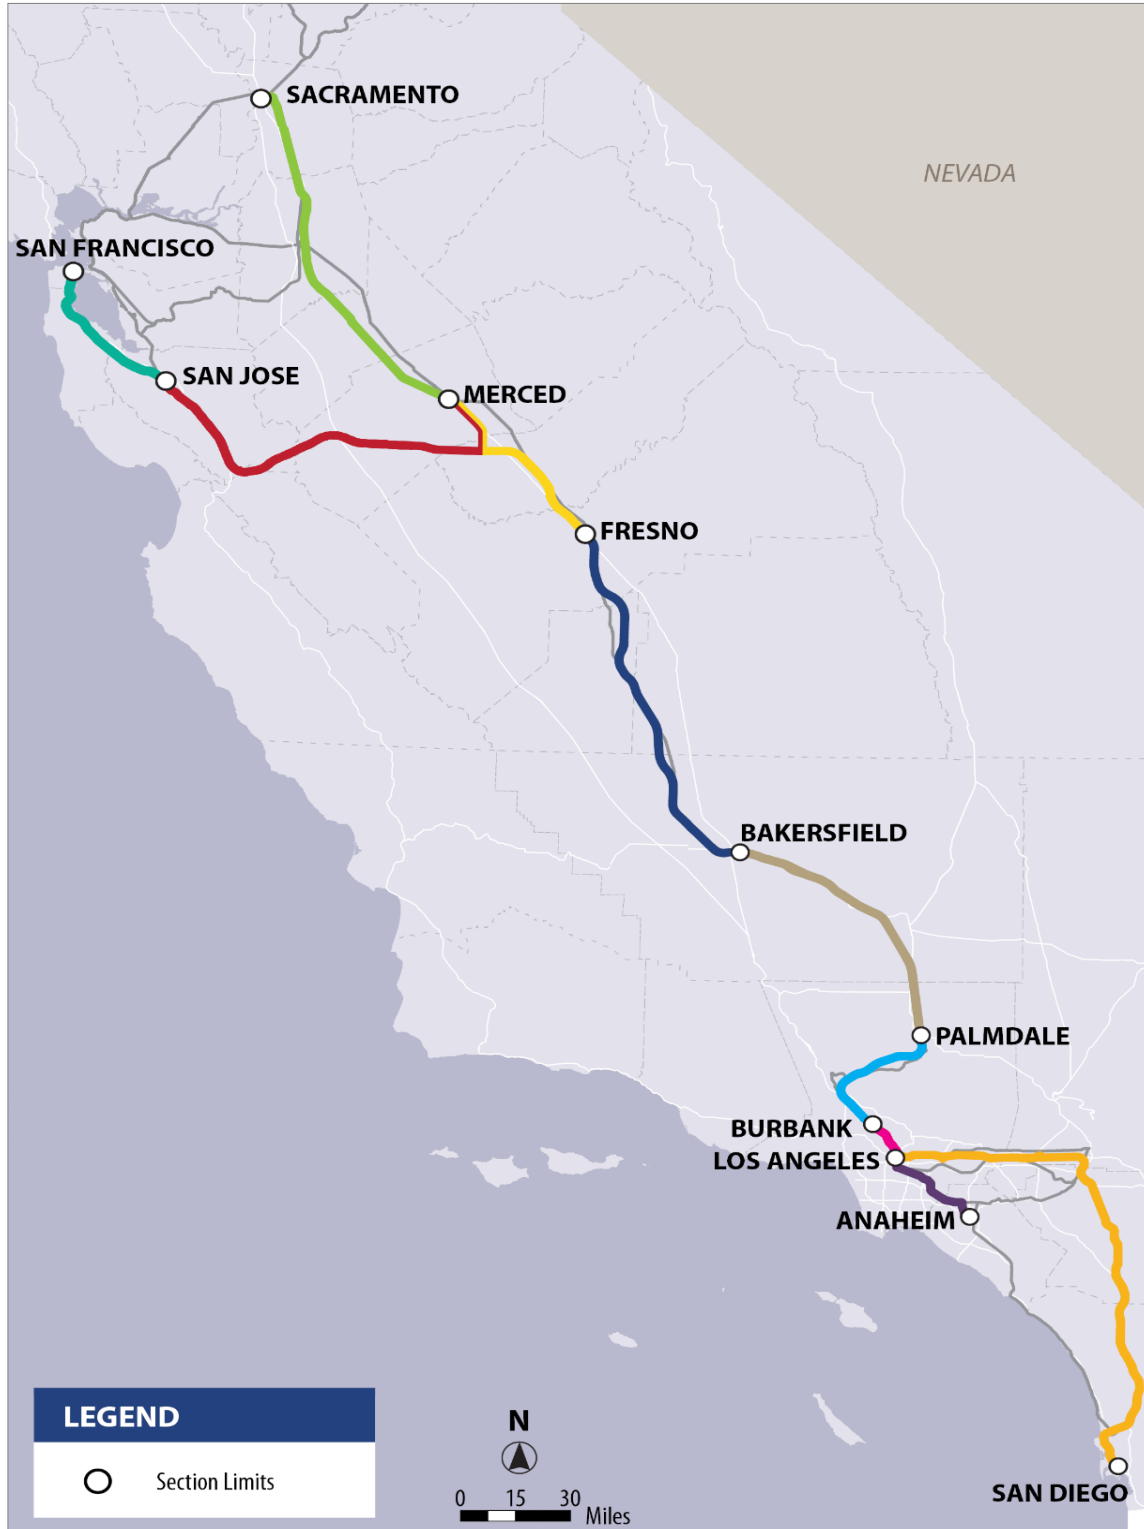 SACRAMENTO
NEVADA
SAN FRANCISCO
SAN JOSE
MERCED
FRESNO
BAKERSFIELD
PALMDALE
BURBANK
LOS ANGELES
ANAHEIM
LEGEND
Section Limits
N
0 15 30
Miles
SAN DIEGO